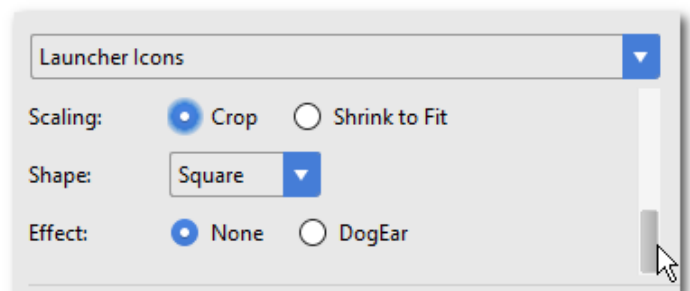 Launcher Icons
Scaling: Crop Shrink to Fit
Shape: Square
Effect: None DogEar